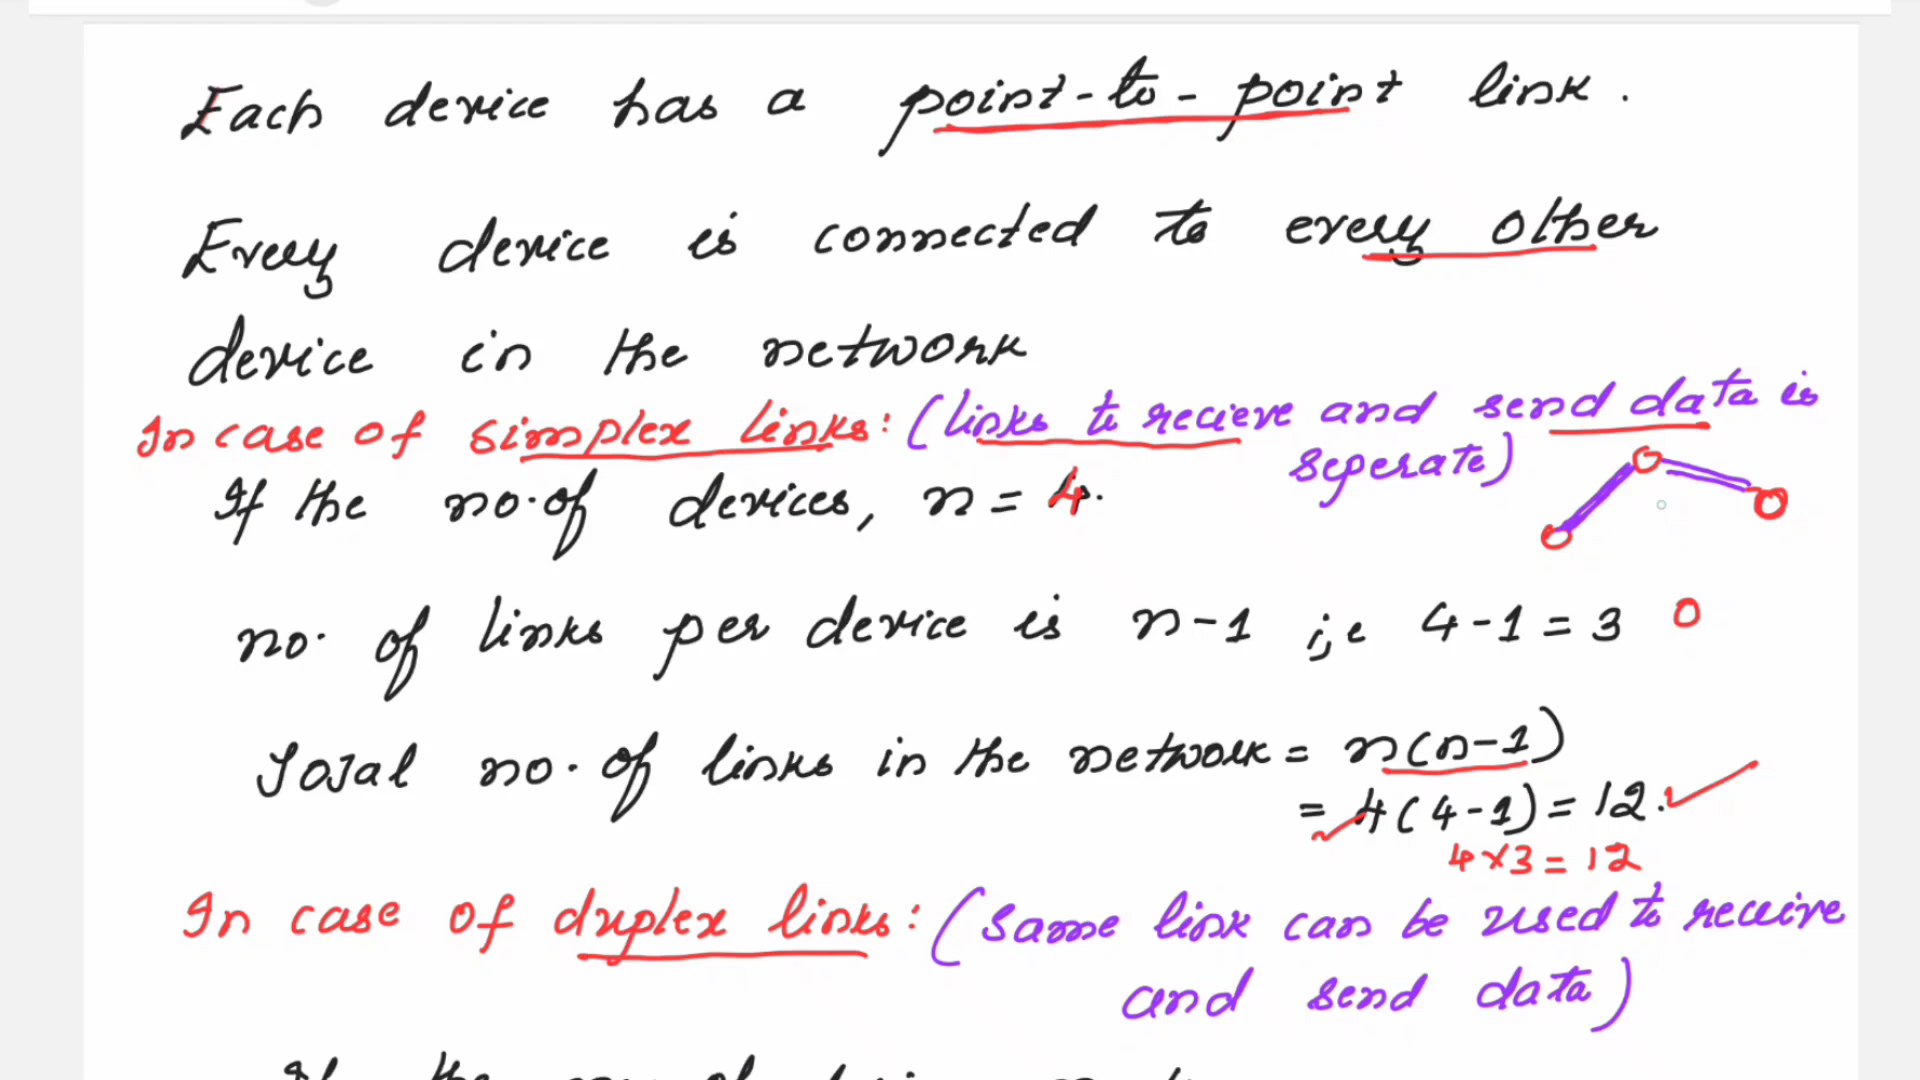 Each device has a point-to-point link.
Every device is connected to every other
device in the network
In case of simplex links: (links to recieve and send data is
seperate)
If the no. of devices, n = 4.
no. of links per device is n-1 i,e 4-1 = 3
Total no. of links in the network = n(n-1)
= 4(4-1) = 12.
4x3 = 12
In case of duplex links: (Same link can be used to receive
and send data)